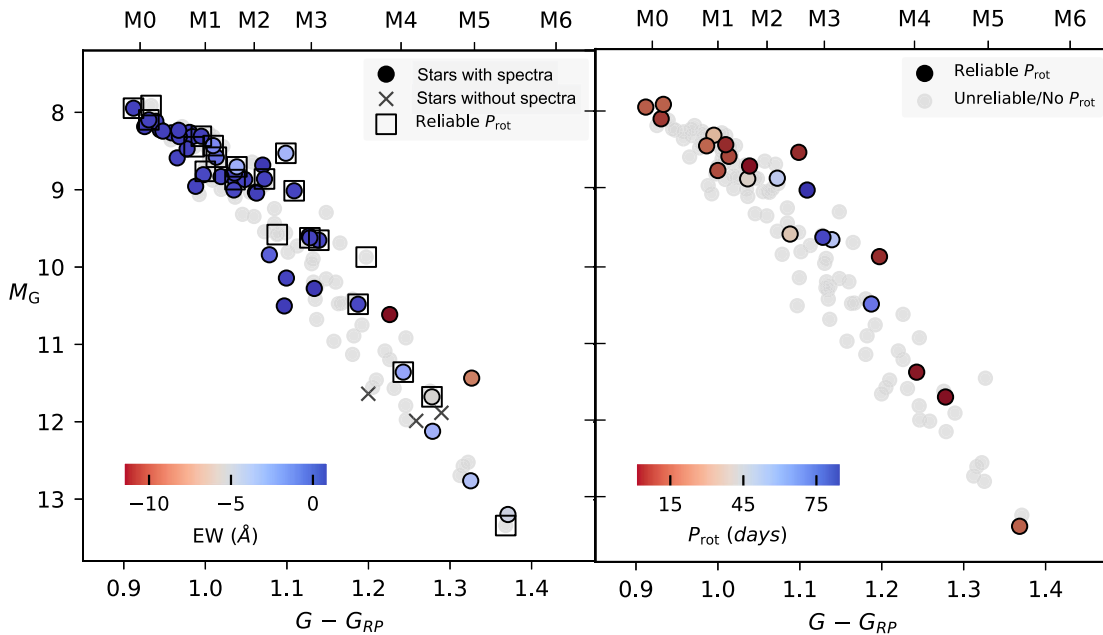 M0 M1 M2 M3 M4 M5 M6
M0 M1 M2 M3 M4 M5 M6
Stars with spectra
Stars without spectra
Reliable P_rot
Reliable P_rot
Unreliable/No P_rot
8
9
10
11
12
13
M_G
−10 −5 0
EW (Å)
15 45 75
P_rot (days)
0.9 1.0 1.1 1.2 1.3 1.4
G − G_RP
0.9 1.0 1.1 1.2 1.3 1.4
G − G_RP